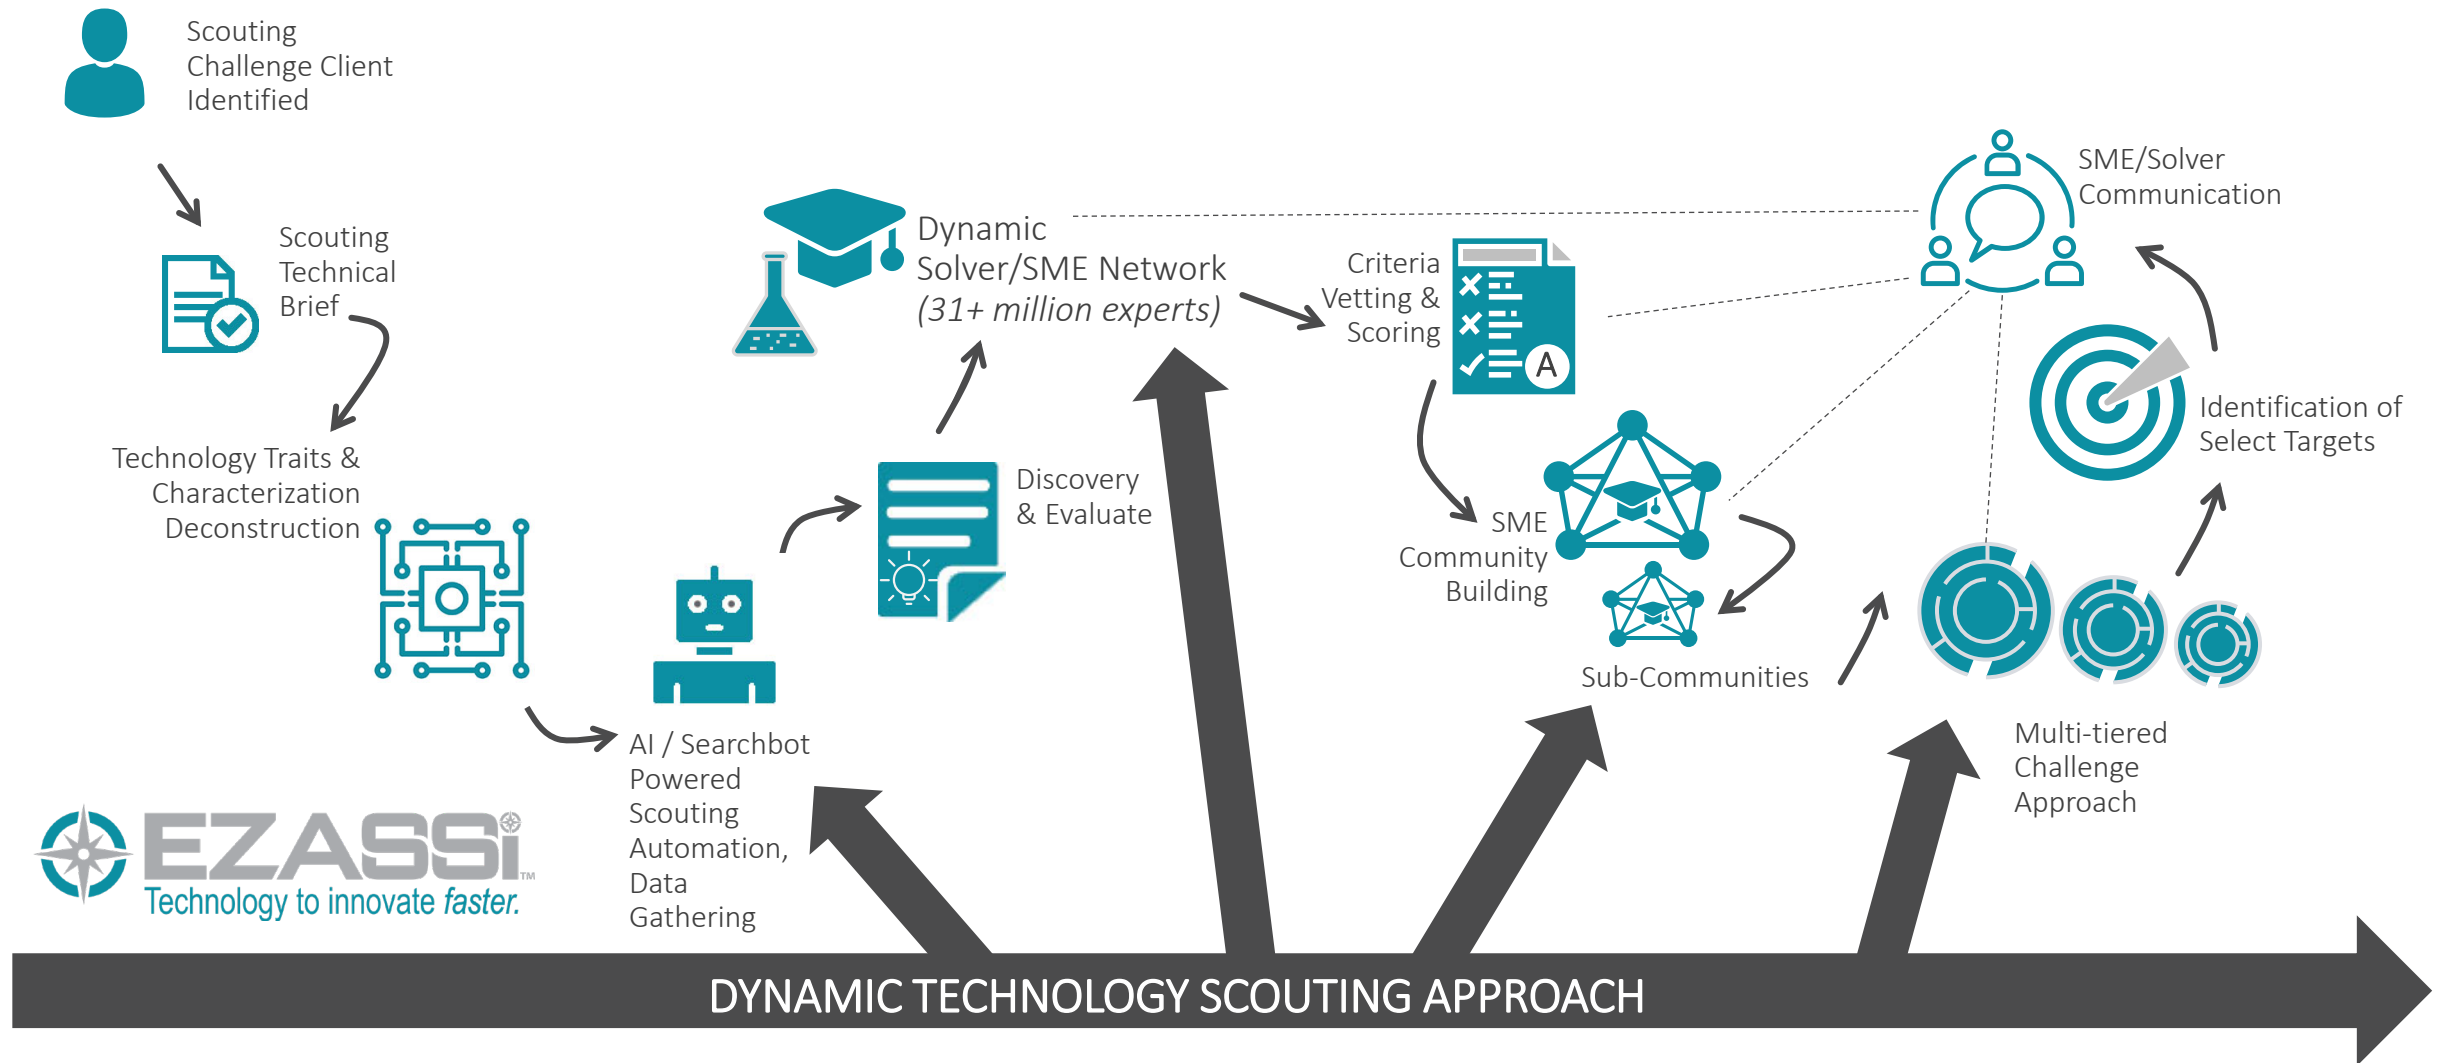 Scouting
Challenge Client
Identified
Scouting
Technical
Brief
Technology Traits &
Characterization
Deconstruction
AI / Searchbot
Powered
Scouting
Automation,
Data
Gathering
Discovery
& Evaluate
Dynamic
Solver/SME Network
(31+ million experts)
Criteria
Vetting &
Scoring
A
SME
Community
Building
Sub-Communities
Multi-tiered
Challenge
Approach
Identification of
Select Targets
SME/Solver
Communication
EZASSi™
Technology to innovate faster.
DYNAMIC TECHNOLOGY SCOUTING APPROACH